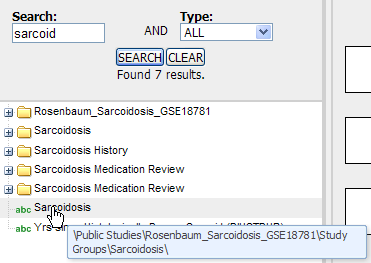 Search:
Type:
sarcoid
AND
ALL
SEARCH
CLEAR
Found 7 results.
Rosenbaum_Sarcoidosis_GSE18781
Sarcoidosis
Sarcoidosis History
Sarcoidosis Medication Review
Sarcoidosis Medication Review
abc Sarcoidosis
abc Yrs
\Public Studies\Rosenbaum_Sarcoidosis_GSE18781\Study
Groups\Sarcoidosis\